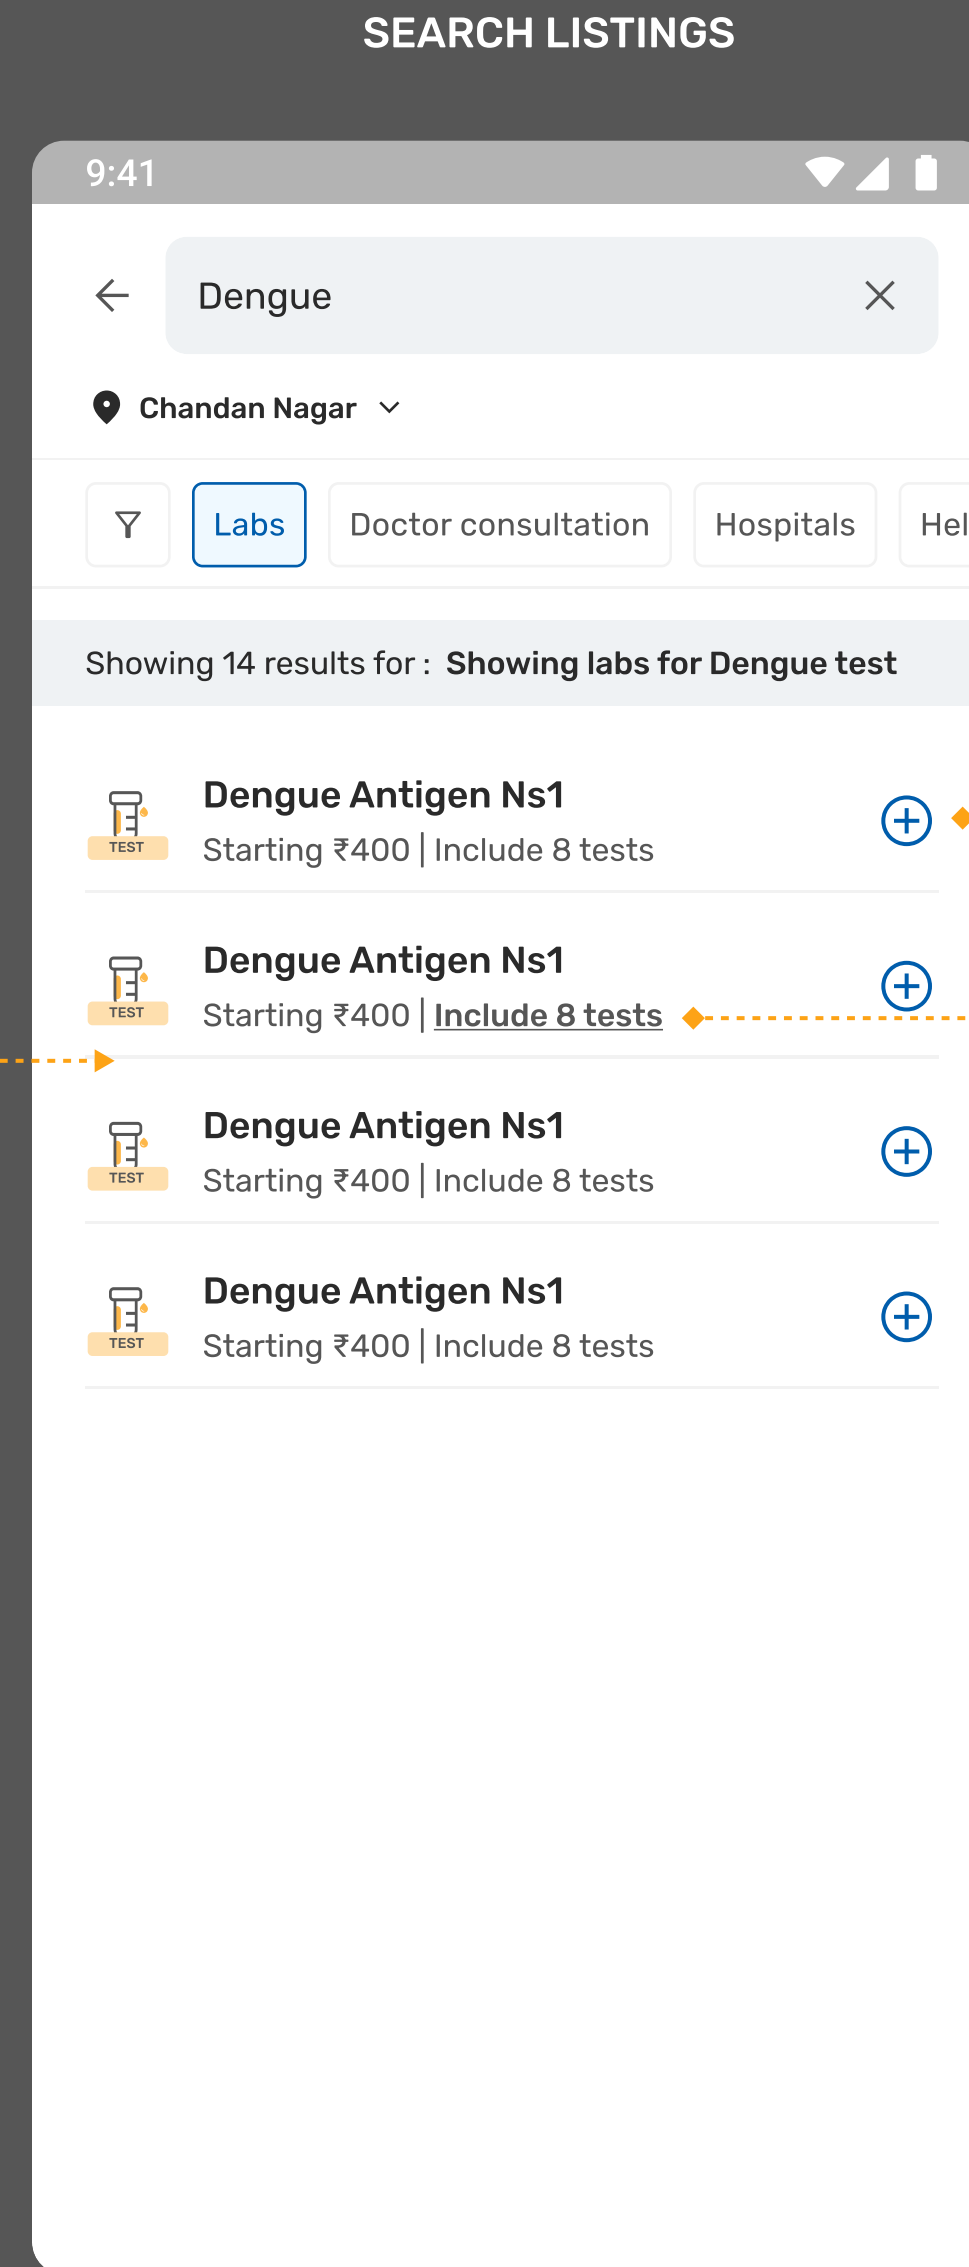 SEARCH LISTINGS
9:41
Dengue
Chandan Nagar
Labs Doctor consultation Hospitals Hel
Showing 14 results for : Showing labs for Dengue test
Dengue Antigen Ns1
TEST
Starting ₹400 | Include 8 tests
Dengue Antigen Ns1
TEST
Starting ₹400 | Include 8 tests
Dengue Antigen Ns1
TEST
Starting ₹400 | Include 8 tests
Dengue Antigen Ns1
TEST
Starting ₹400 | Include 8 tests